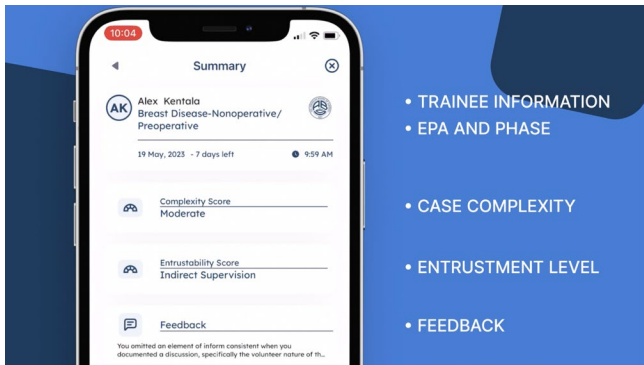 10:04
Summary
AK
Alex Kentala
Breast Disease-Nonoperative/
Preoperative
19 May, 2023 - 7 days left
9:59 AM
Complexity Score
Moderate
Entrustability Score
Indirect Supervision
Feedback
You omitted an element of inform consistent when you
documented a discussion, specifically the volunteer nature of th...
• TRAINEE INFORMATION
• EPA AND PHASE
• CASE COMPLEXITY
• ENTRUSTMENT LEVEL
• FEEDBACK